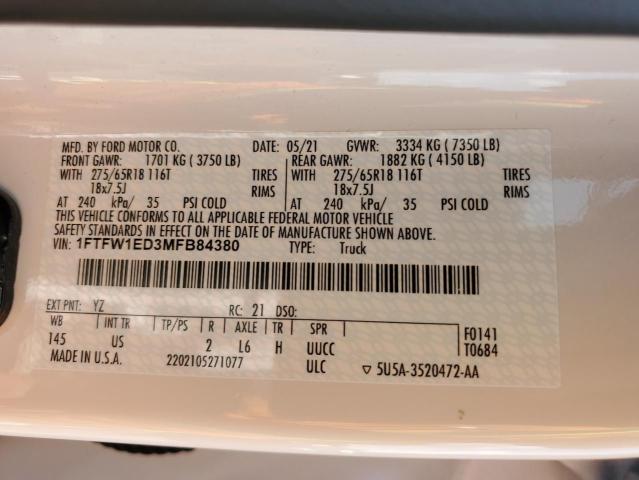 MFD. BY FORD MOTOR CO. DATE: 05/21 GVWR: 3334 KG ( 7350 LB)
FRONT GAWR: 1701 KG ( 3750 LB) REAR GAWR: 1882 KG ( 4150 LB)
WITH 275/65R18 116T TIRES WITH 275/65R18 116T TIRES
18x7.5J RIMS 18x7.5J RIMS
AT 240 kPa/ 35 PSI COLD AT 240 kPa/ 35 PSI COLD
THIS VEHICLE CONFORMS TO ALL APPLICABLE FEDERAL MOTOR VEHICLE
SAFETY STANDARDS IN EFFECT ON THE DATE OF MANUFACTURE SHOWN ABOVE.
VIN: 1FTFW1ED3MFB84380 TYPE: Truck
EXT PNT: YZ RC: 21 DSO:
WB INT TR TP/PS R AXLE TR SPR F0141
145 US 2 L6 H UUCC T0684
MADE IN U.S.A. 2202105271077 ULC ▽ 5U5A-3520472-AA